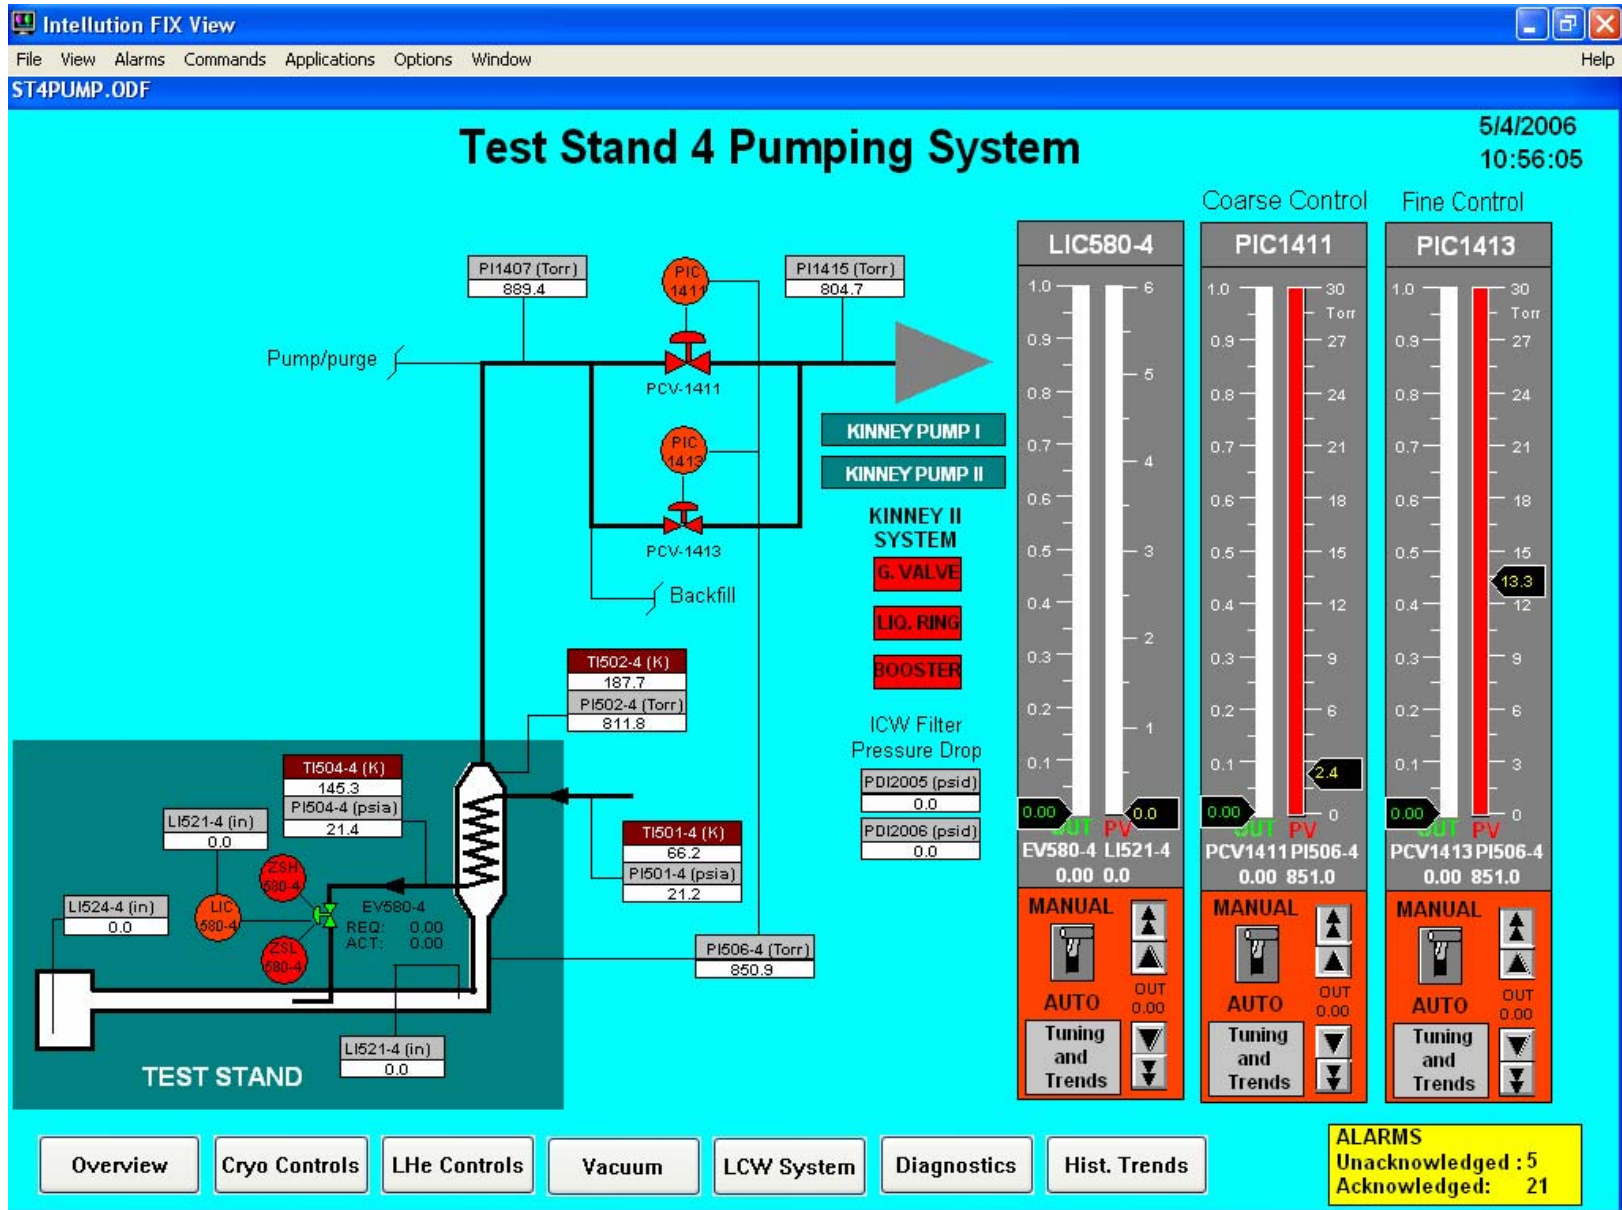 Intellution FIX View
File View Alarms Commands Applications Options Window Help
ST4PUMP.ODF
Test Stand 4 Pumping System
5/4/2006
10:56:05
Coarse Control
Fine Control
PI1407 (Torr)
889.4
PIC
1411
PI1415 (Torr)
804.7
Pump/purge
PCV-1411
PIC
1413
PCV-1413
Backfill
KINNEY PUMP I
KINNEY PUMP II
KINNEY II
SYSTEM
G. VALVE
LIQ. RING
BOOSTER
ICW Filter
Pressure Drop
PDI2005 (psid)
0.0
PDI2006 (psid)
0.0
TI502-4 (K)
187.7
PI502-4 (Torr)
811.8
TI504-4 (K)
145.3
PI504-4 (psia)
21.4
LI521-4 (in)
0.0
TI501-4 (K)
66.2
PI501-4 (psia)
21.2
ZSH
580-4
LIC
580-4
ZSL
580-4
EV580-4
REQ: 0.00
ACT: 0.00
LI524-4 (in)
0.0
PI506-4 (Torr)
850.9
LI521-4 (in)
0.0
TEST STAND
LIC580-4
1.0 6
0.9
5
0.8
0.7
4
0.6
0.5 3
0.4
2
0.3
0.2
1
0.1
0.00 0.0
OUT PV
EV580-4 LI521-4
0.00 0.0
MANUAL
AUTO
OUT
0.00
Tuning
and
Trends
PIC1411
1.0 30
Torr
0.9 27
0.8 24
0.7 21
0.6 18
0.5 15
0.4 12
0.3 9
0.2 6
0.1 2.4
0.00 0
OUT PV
PCV1411 PI506-4
0.00 851.0
MANUAL
AUTO
OUT
0.00
Tuning
and
Trends
PIC1413
1.0 30
Torr
0.9 27
0.8 24
0.7 21
0.6 18
0.5 15
13.3
0.4 12
0.3 9
0.2 6
0.1 3
0.00 0
OUT PV
PCV1413 PI506-4
0.00 851.0
MANUAL
AUTO
OUT
0.00
Tuning
and
Trends
Overview
Cryo Controls
LHe Controls
Vacuum
LCW System
Diagnostics
Hist. Trends
ALARMS
Unacknowledged : 5
Acknowledged: 21